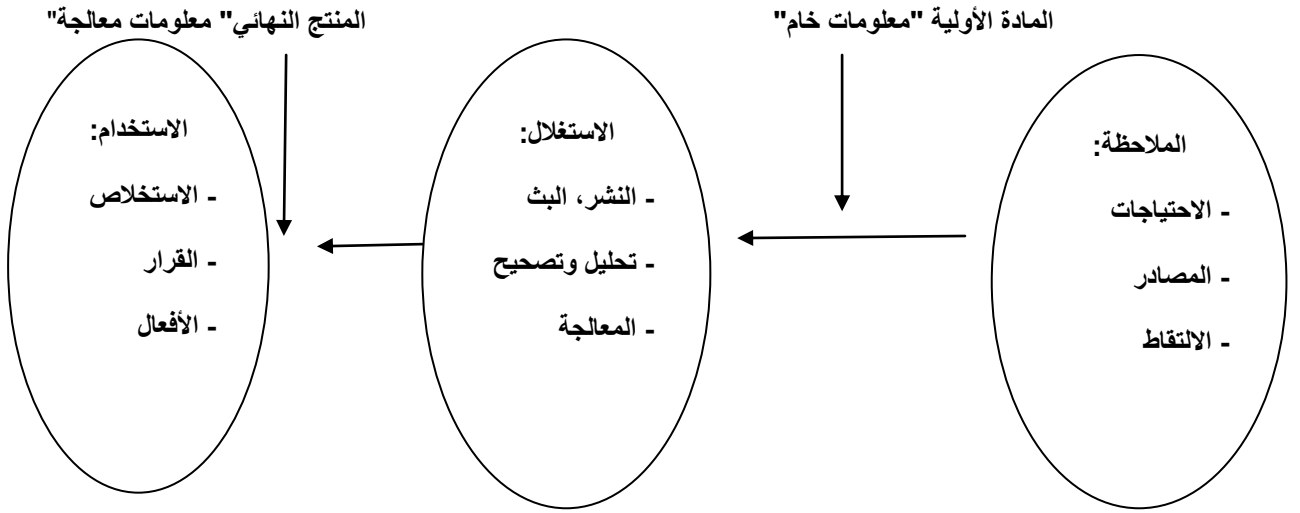 المادة الأولية "معلومات خام"
المنتج النهائي" معلومات معالجة"
الملاحظة:
- الاحتياجات
- المصادر
- الالتقاط
الاستغلال:
- النشر، البث
- تحليل وتصحيح
- المعالجة
الاستخدام:
- الاستخلاص
- القرار
- الأفعال